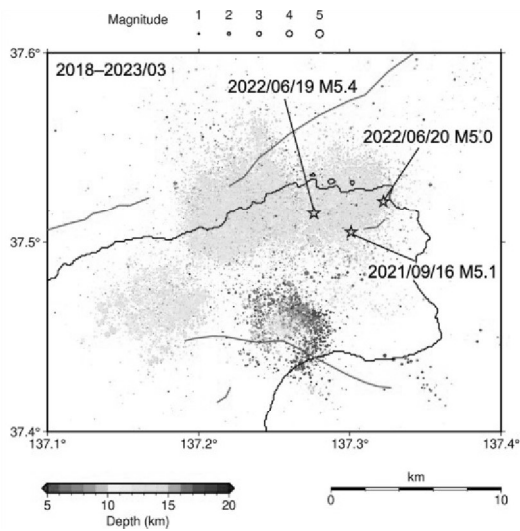 Magnitude 1 2 3 4 5
37.6°
2018–2023/03
2022/06/19 M5.4
2022/06/20 M5.0
37.5°
2021/09/16 M5.1
37.4°
137.1° 137.2° 137.3° 137.4°
km
5 10 15 20 0 10
Depth (km)